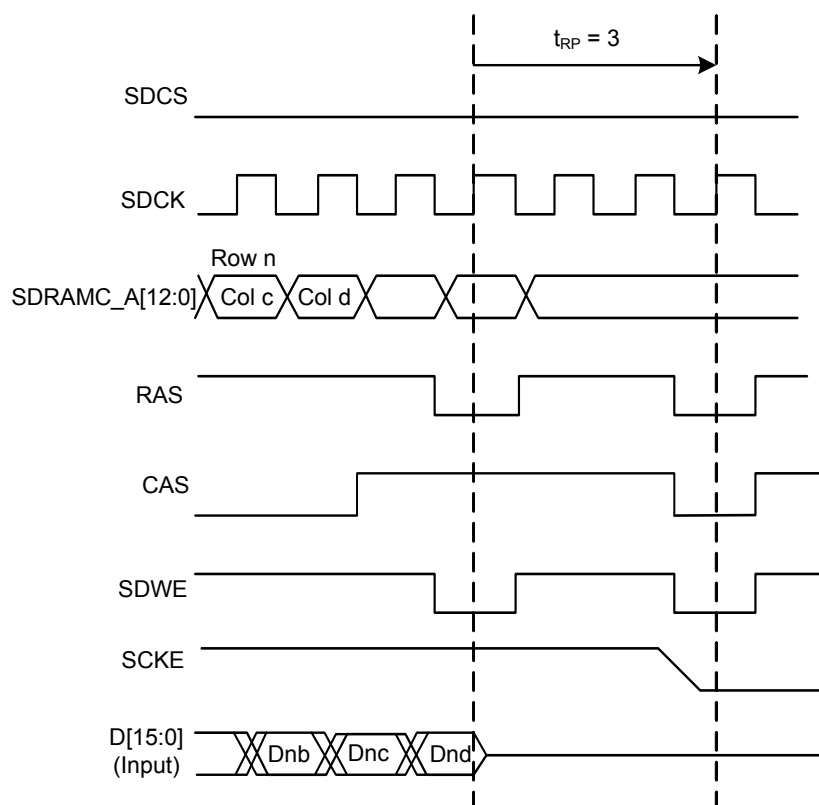 tRP = 3
SDCS
SDCK
Row n
SDRAMC_A[12:0]
Col c
Col d
RAS
CAS
SDWE
SCKE
D[15:0]
(Input)
Dnb
Dnc
Dnd